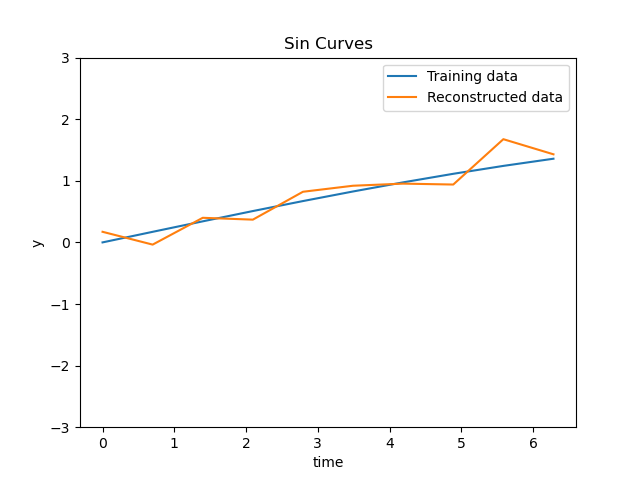 Sin Curves
Training data
Reconstructed data
3
2
1
0
−1
−2
−3
y
0 1 2 3 4 5 6
time